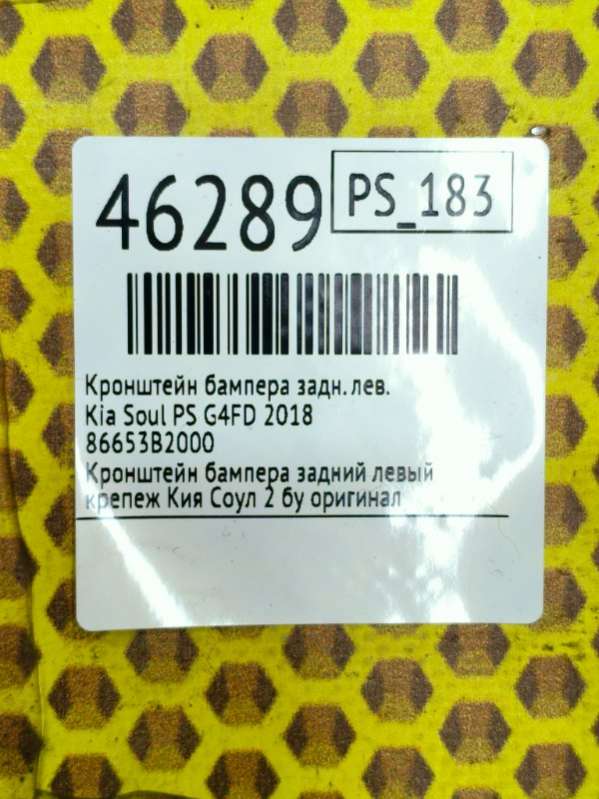 46289
PS_183
Кронштейн бампера задн. лев.
Kia Soul PS G4FD 2018
86653B2000
Кронштейн бампера задний левый
крепеж Кия Соул 2 бу оригинал